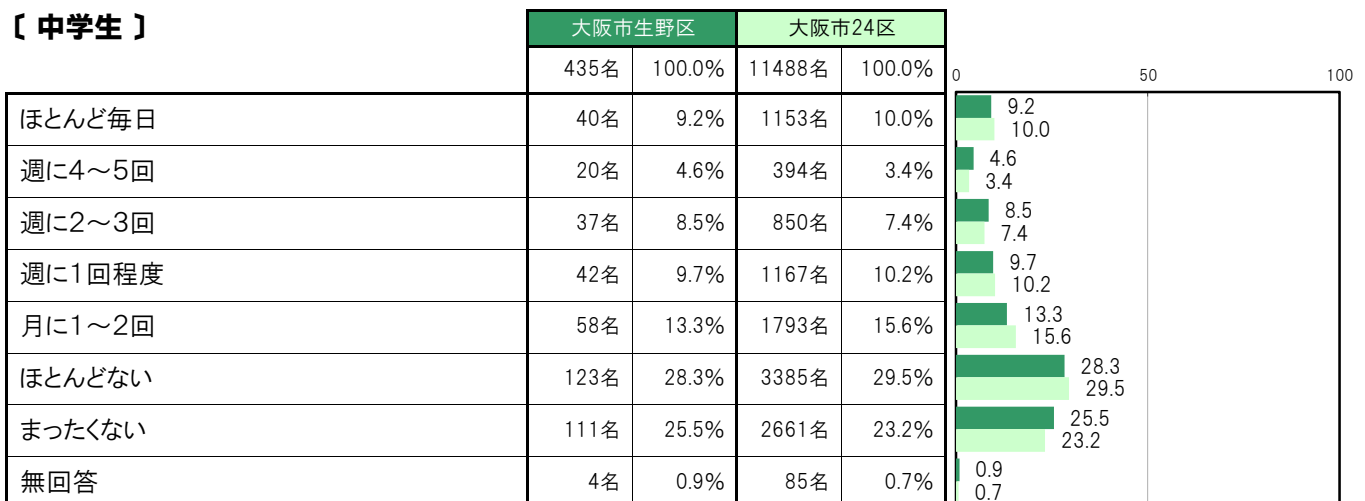 〔 中学生 〕
大阪市生野区 大阪市24区
435名 100.0% 11488名 100.0%
0 50 100
ほとんど毎日 40名 9.2% 1153名 10.0%
9.2
10.0
週に4～5回 20名 4.6% 394名 3.4%
4.6
3.4
週に2～3回 37名 8.5% 850名 7.4%
8.5
7.4
週に1回程度 42名 9.7% 1167名 10.2%
9.7
10.2
月に1～2回 58名 13.3% 1793名 15.6%
13.3
15.6
ほとんどない 123名 28.3% 3385名 29.5%
28.3
29.5
まったくない 111名 25.5% 2661名 23.2%
25.5
23.2
無回答 4名 0.9% 85名 0.7%
0.9
0.7